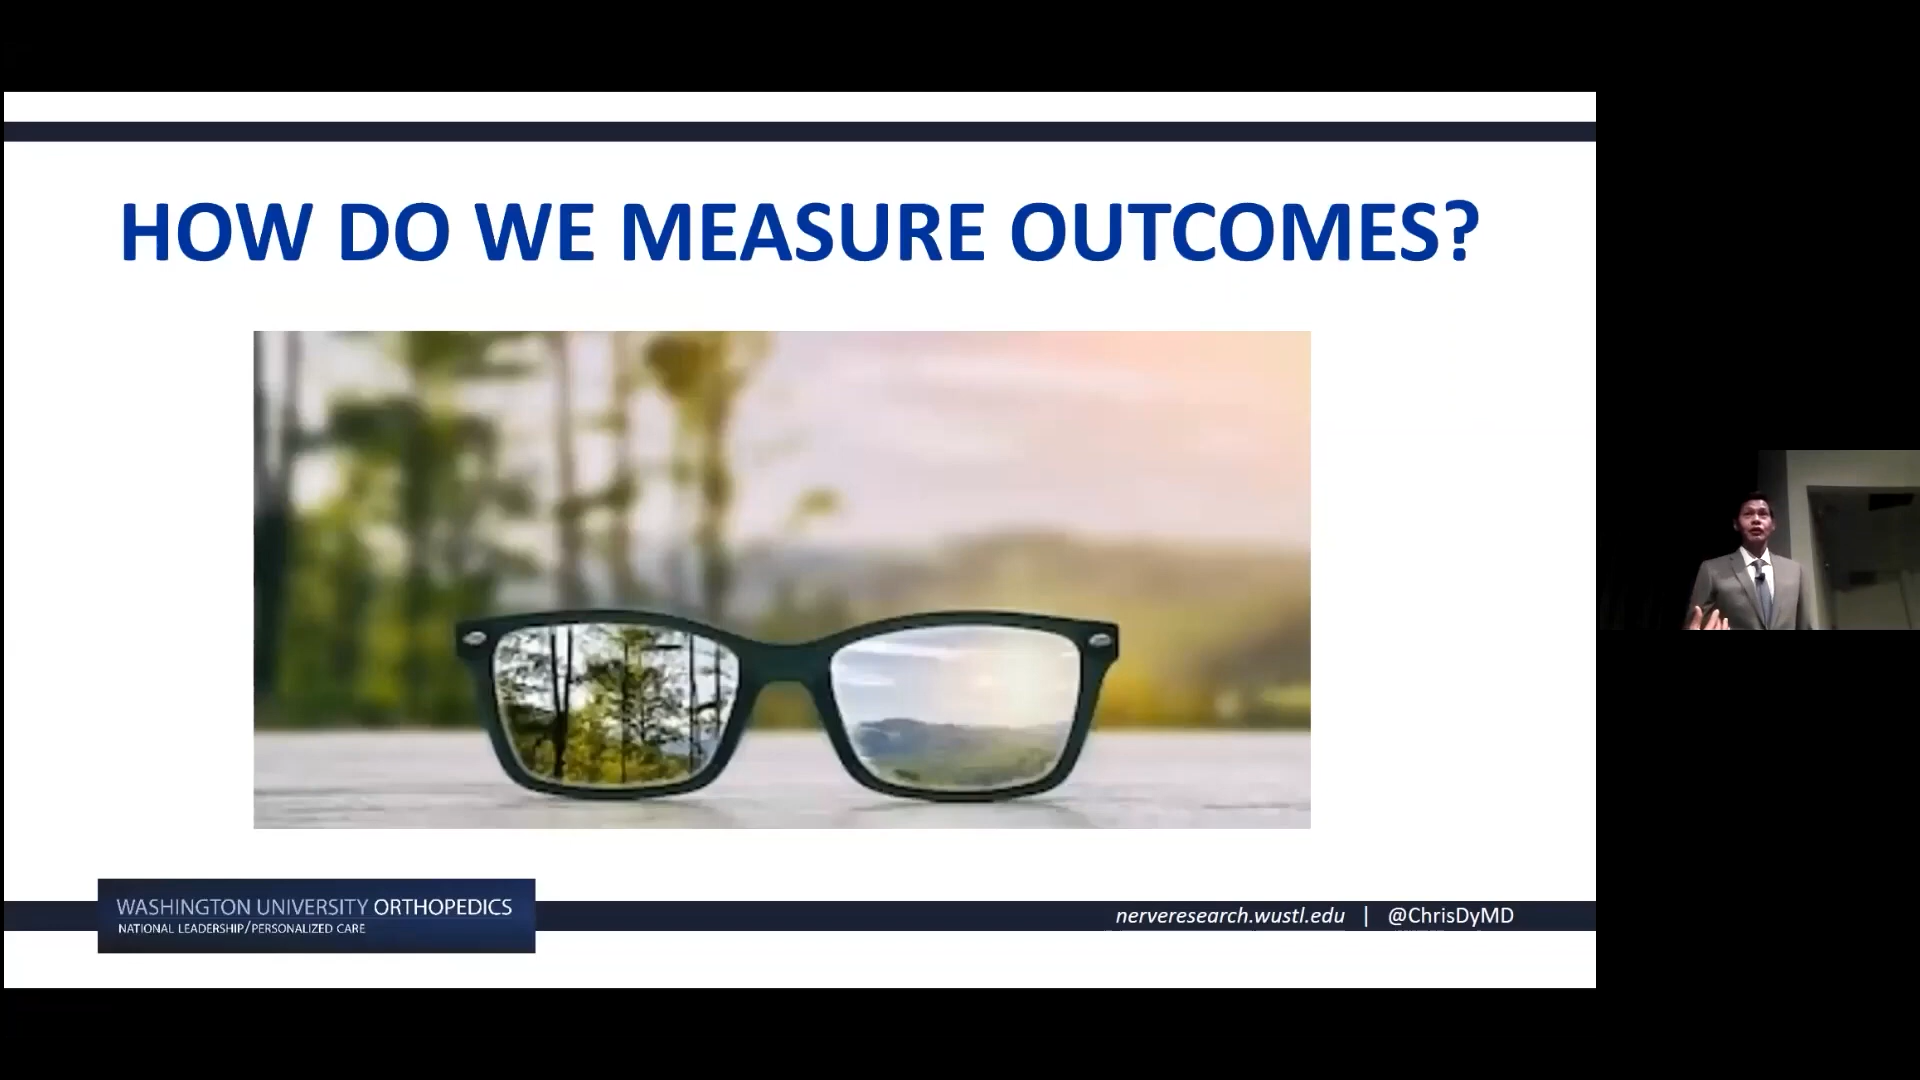 HOW DO WE MEASURE OUTCOMES?
WASHINGTON UNIVERSITY ORTHOPEDICS
NATIONAL LEADERSHIP/PERSONALIZED CARE
nerveresearch.wustl.edu | @ChrisDyMD